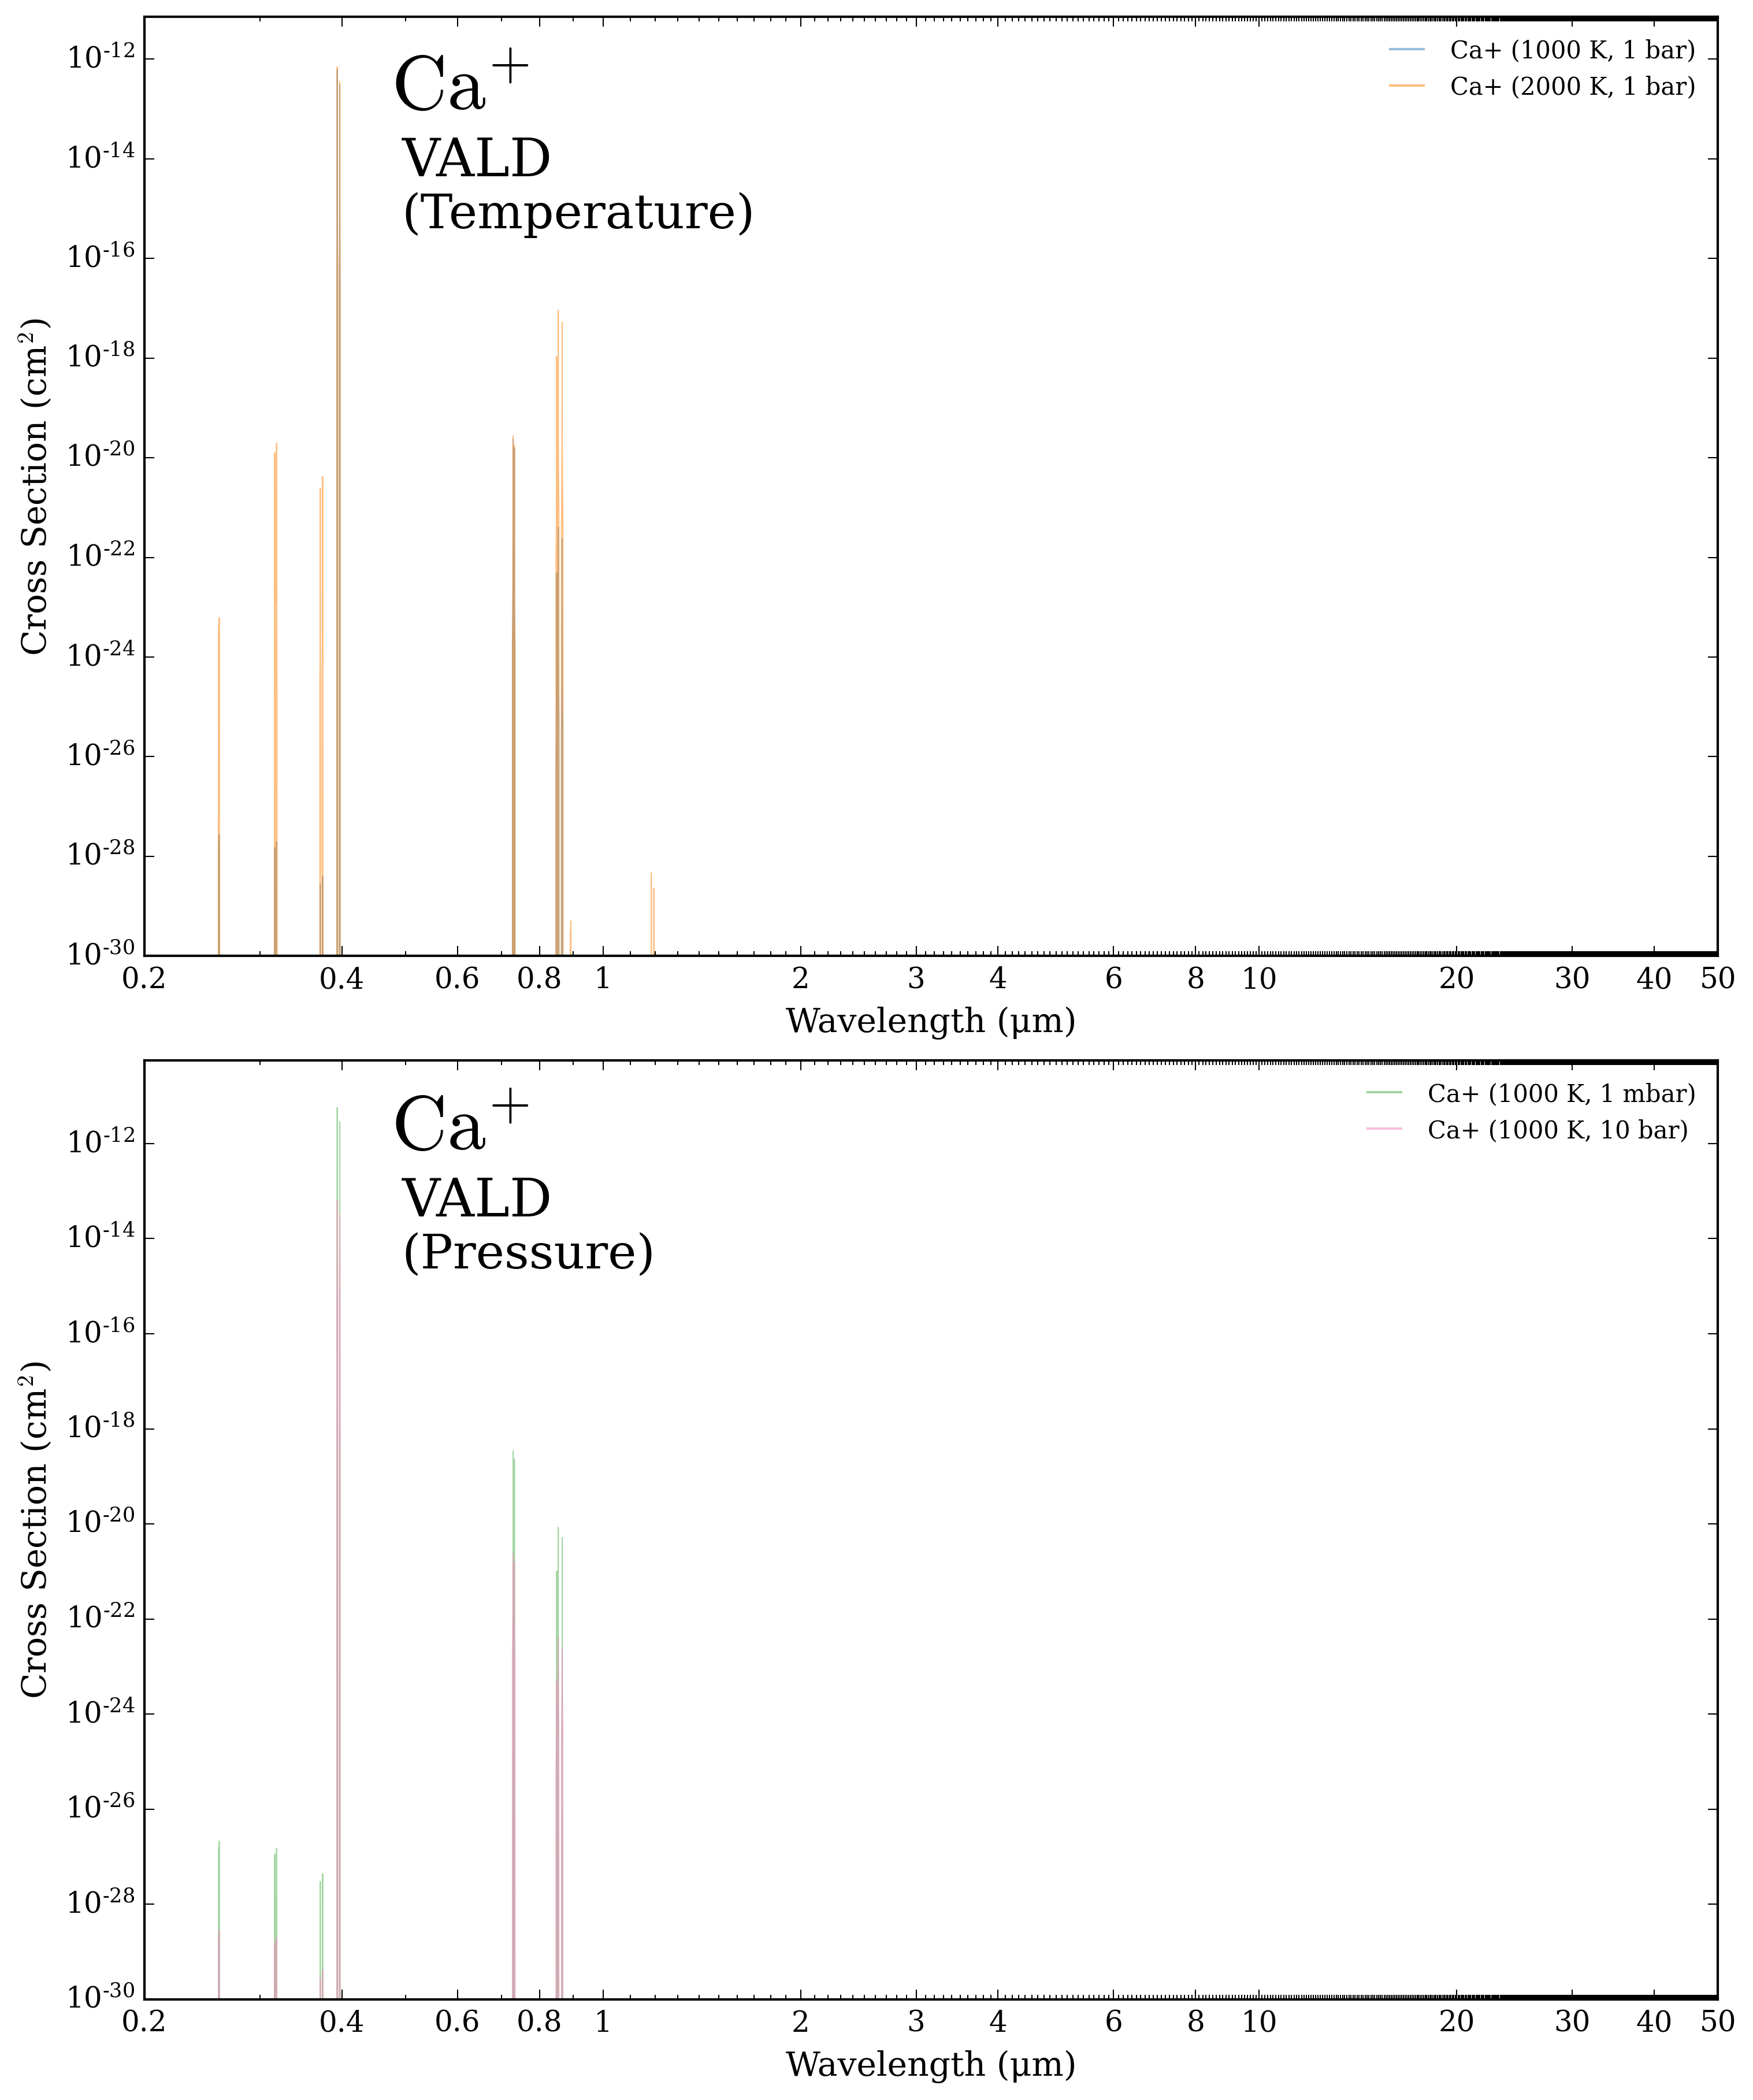 Ca⁺
VALD
(Temperature)
Ca+ (1000 K, 1 bar)
Ca+ (2000 K, 1 bar)
Cross Section (cm²)
10⁻¹²
10⁻¹⁴
10⁻¹⁶
10⁻¹⁸
10⁻²⁰
10⁻²²
10⁻²⁴
10⁻²⁶
10⁻²⁸
10⁻³⁰
0.2 0.4 0.6 0.8 1 2 3 4 6 8 10 20 30 40 50
Wavelength (μm)
Ca⁺
VALD
(Pressure)
Ca+ (1000 K, 1 mbar)
Ca+ (1000 K, 10 bar)
Cross Section (cm²)
10⁻¹²
10⁻¹⁴
10⁻¹⁶
10⁻¹⁸
10⁻²⁰
10⁻²²
10⁻²⁴
10⁻²⁶
10⁻²⁸
10⁻³⁰
0.2 0.4 0.6 0.8 1 2 3 4 6 8 10 20 30 40 50
Wavelength (μm)